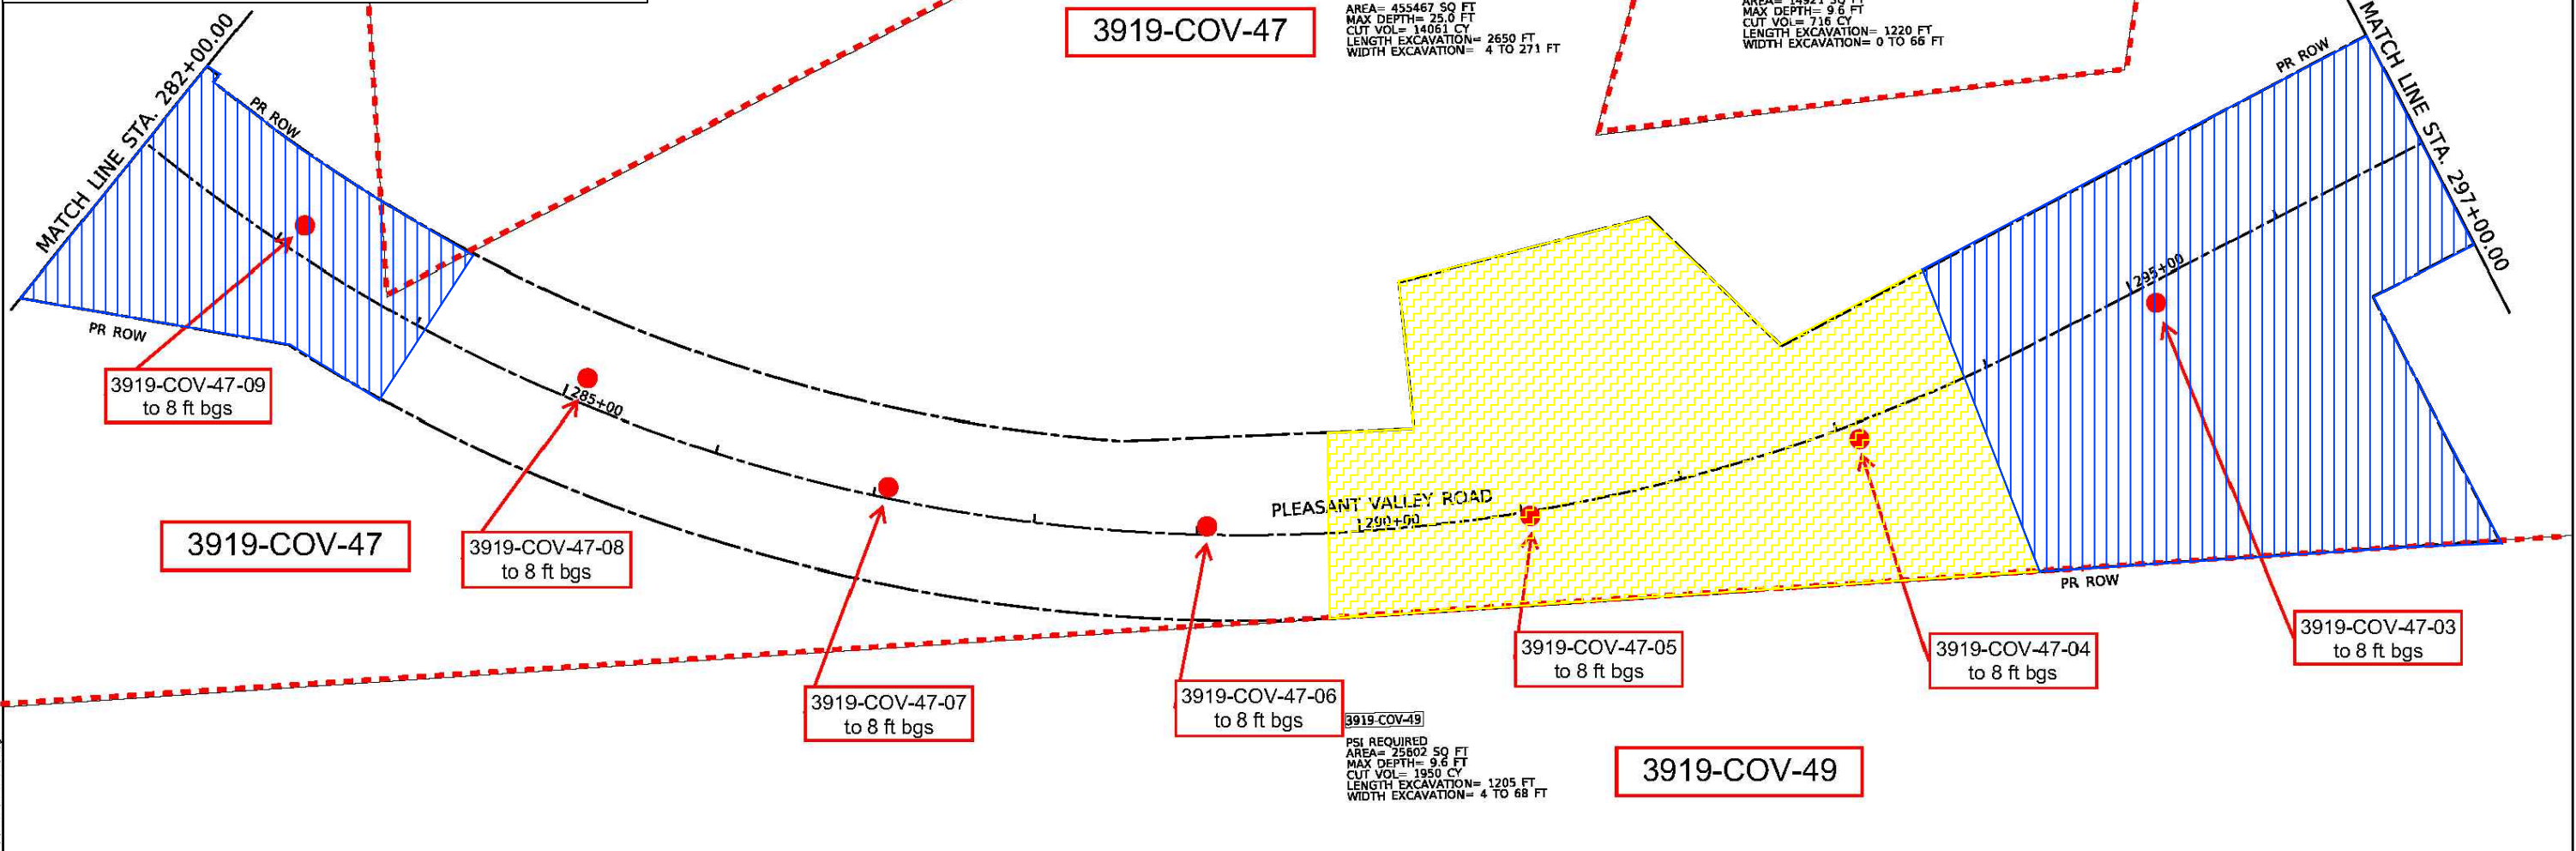 MATCH LINE STA. 282+00.00
PR ROW
3919-COV-47
AREA= 455467 SQ FT
MAX DEPTH= 25.0 FT
CUT VOL= 14061 CY
LENGTH EXCAVATION= 2650 FT
WIDTH EXCAVATION= 4 TO 271 FT
MAX DEPTH= 9.6 FT
CUT VOL= 716 CY
LENGTH EXCAVATION= 1220 FT
WIDTH EXCAVATION= 0 TO 66 FT
PR ROW
MATCH LINE STA. 297+00.00
PR ROW
295+00
285+00
3919-COV-47-09
to 8 ft bgs
PLEASANT VALLEY ROAD
290+00
3919-COV-47
3919-COV-47-08
to 8 ft bgs
PR ROW
3919-COV-47-07
to 8 ft bgs
3919-COV-47-06
to 8 ft bgs
3919-COV-47-05
to 8 ft bgs
3919-COV-47-04
to 8 ft bgs
3919-COV-47-03
to 8 ft bgs
3919-COV-49
PSI REQUIRED
AREA= 25602 SQ FT
MAX DEPTH= 9.6 FT
CUT VOL= 1950 CY
LENGTH EXCAVATION= 1205 FT
WIDTH EXCAVATION= 4 TO 68 FT
3919-COV-49